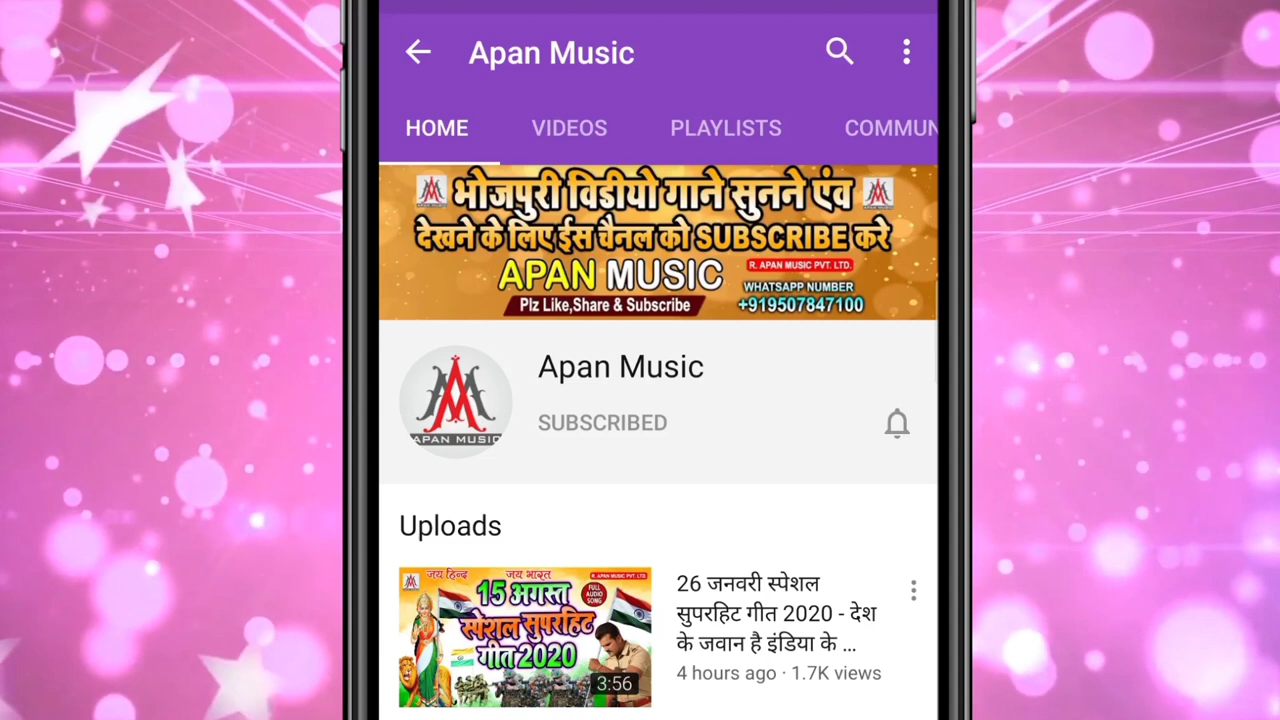 Apan Music
HOME VIDEOS PLAYLISTS COMMUN
भोजपुरी विडीयो गाने सुनने एंव
देखने के लिए ईस चैनल को SUBSCRIBE करे
APAN MUSIC
R. APAN MUSIC PVT. LTD.
WHATSAPP NUMBER
Plz Like,Share & Subscribe
+919507847100
Apan Music
SUBSCRIBED
APAN MUSIC
Uploads
जय हिन्द जय भारत
R. APAN MUSIC PVT. LTD
15 अगस्त
FULL
AUDIO
SONG
स्पेशल सुपरहिट
गीत 2020
3:56
26 जनवरी स्पेशल
सुपरहिट गीत 2020 - देश
के जवान है इंडिया के ...
4 hours ago · 1.7K views